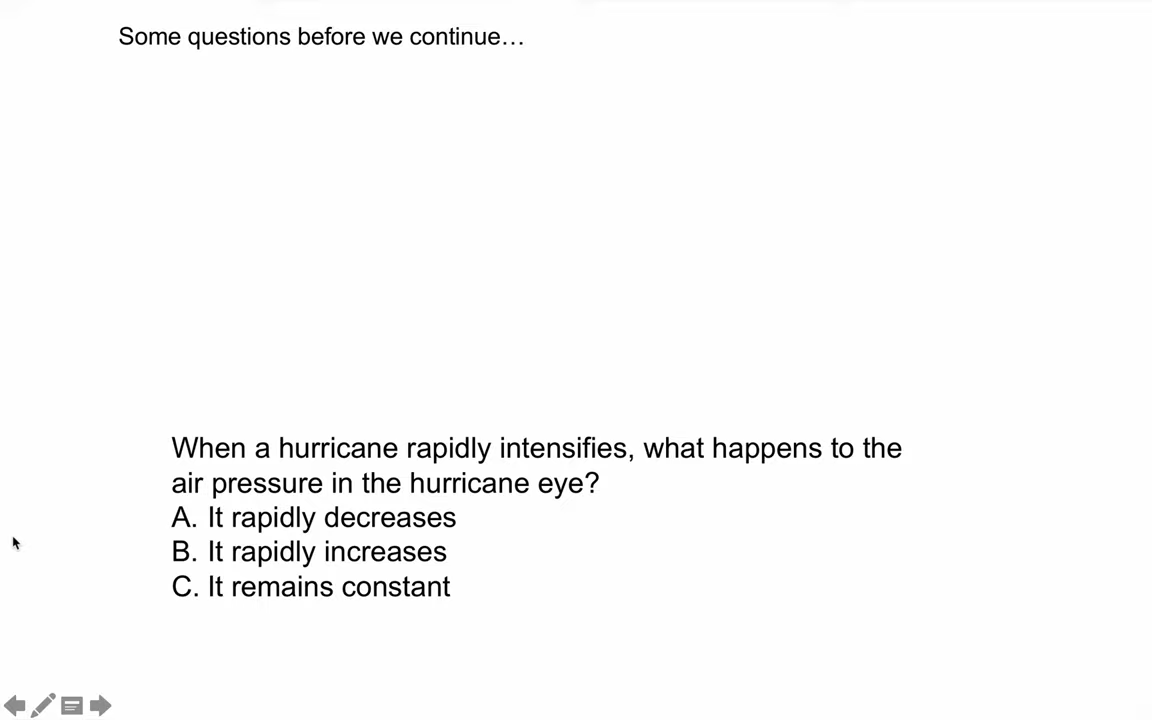 Some questions before we continue…
When a hurricane rapidly intensifies, what happens to the
air pressure in the hurricane eye?
A. It rapidly decreases
B. It rapidly increases
C. It remains constant